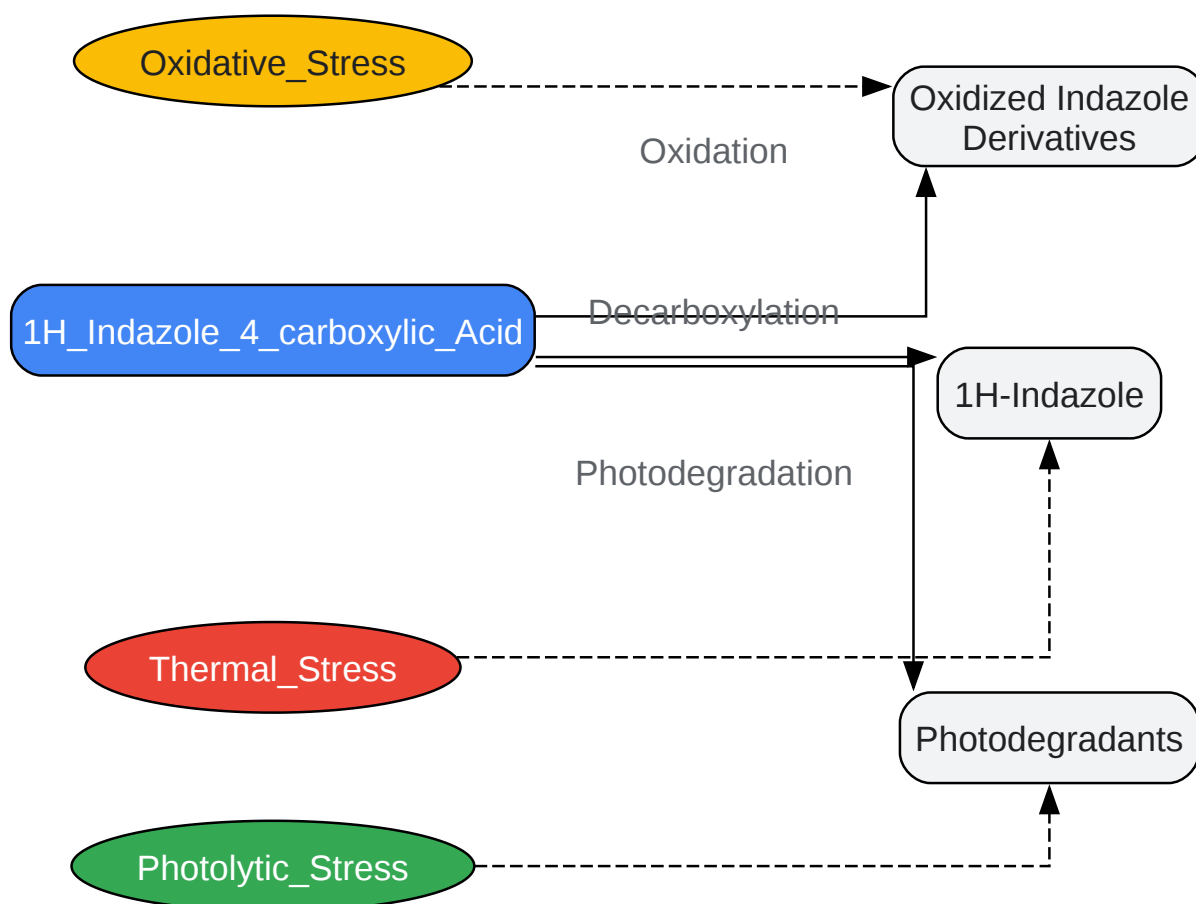 Oxidative_Stress
Oxidized Indazole
Derivatives
Oxidation
Decarboxylation
1H_Indazole_4_carboxylic_Acid
1H-Indazole
Photodegradation
Thermal_Stress
Photodegradants
Photolytic_Stress